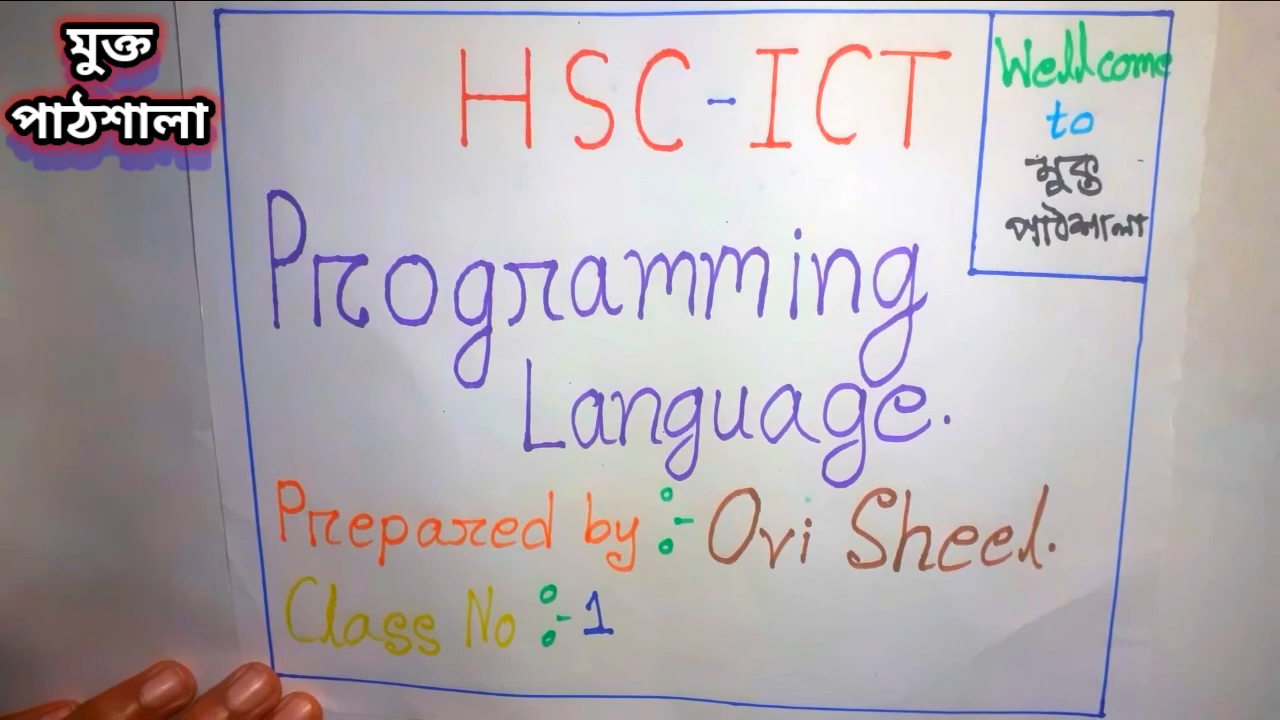 মুক্ত
পাঠশালা
HSC-ICT
Wellcome
to
মুক্ত
পাঠশালা
Programming
Language.
Prepared by :- Ovi Sheel.
Class No :- 1